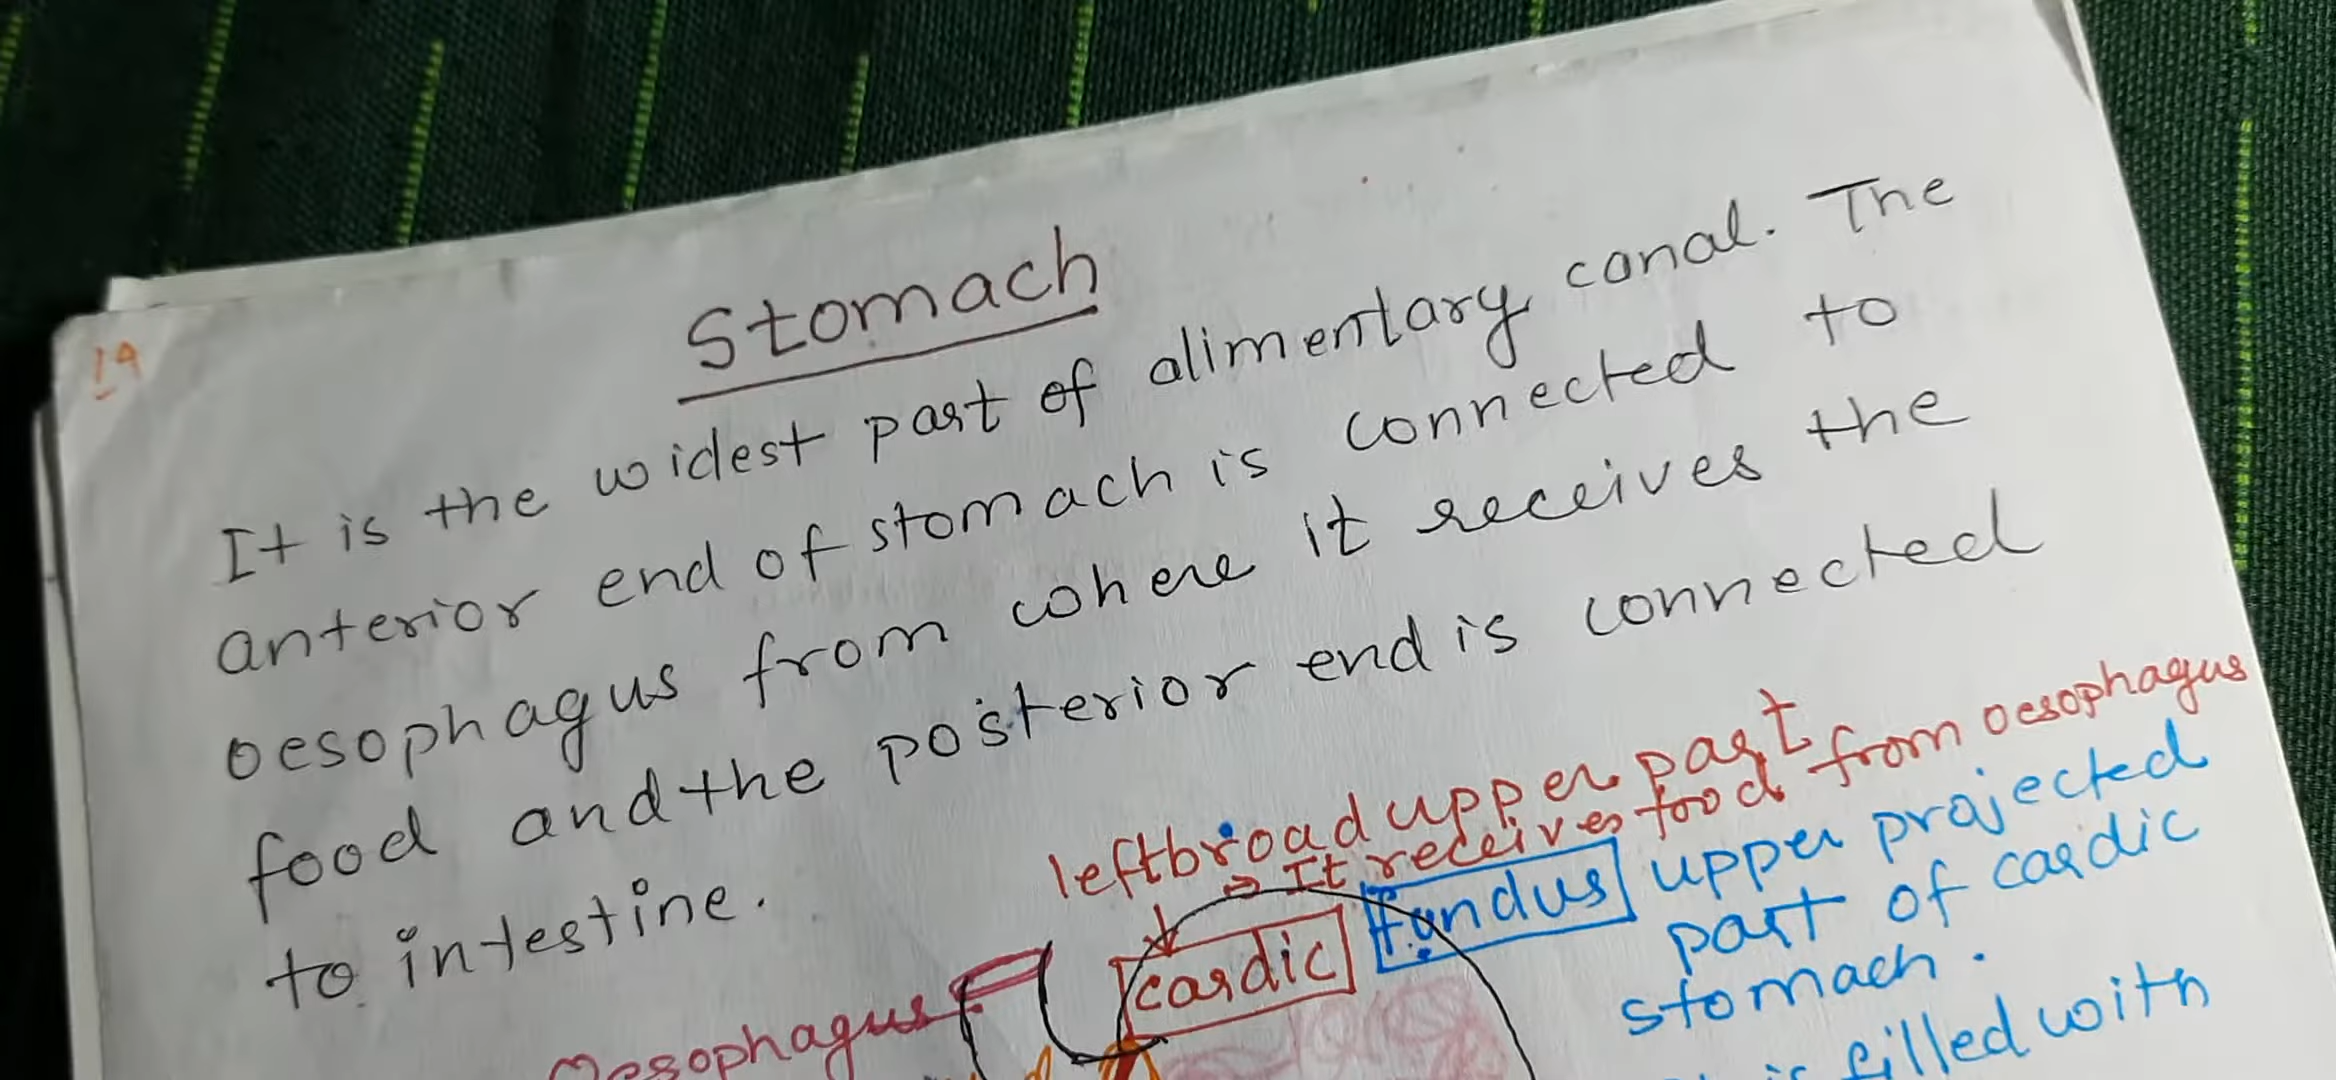 19
Stomach
It is the widest part of alimentary canal. The
anterior end of stomach is connected to
oesophagus from where it receives the
food and the posterior end is connected
to intestine.
left broad upper part
→ It receives food from oesophagus
cardic
fundus upper projected
part of cardic
stomach.
is filled with
Oesophagus